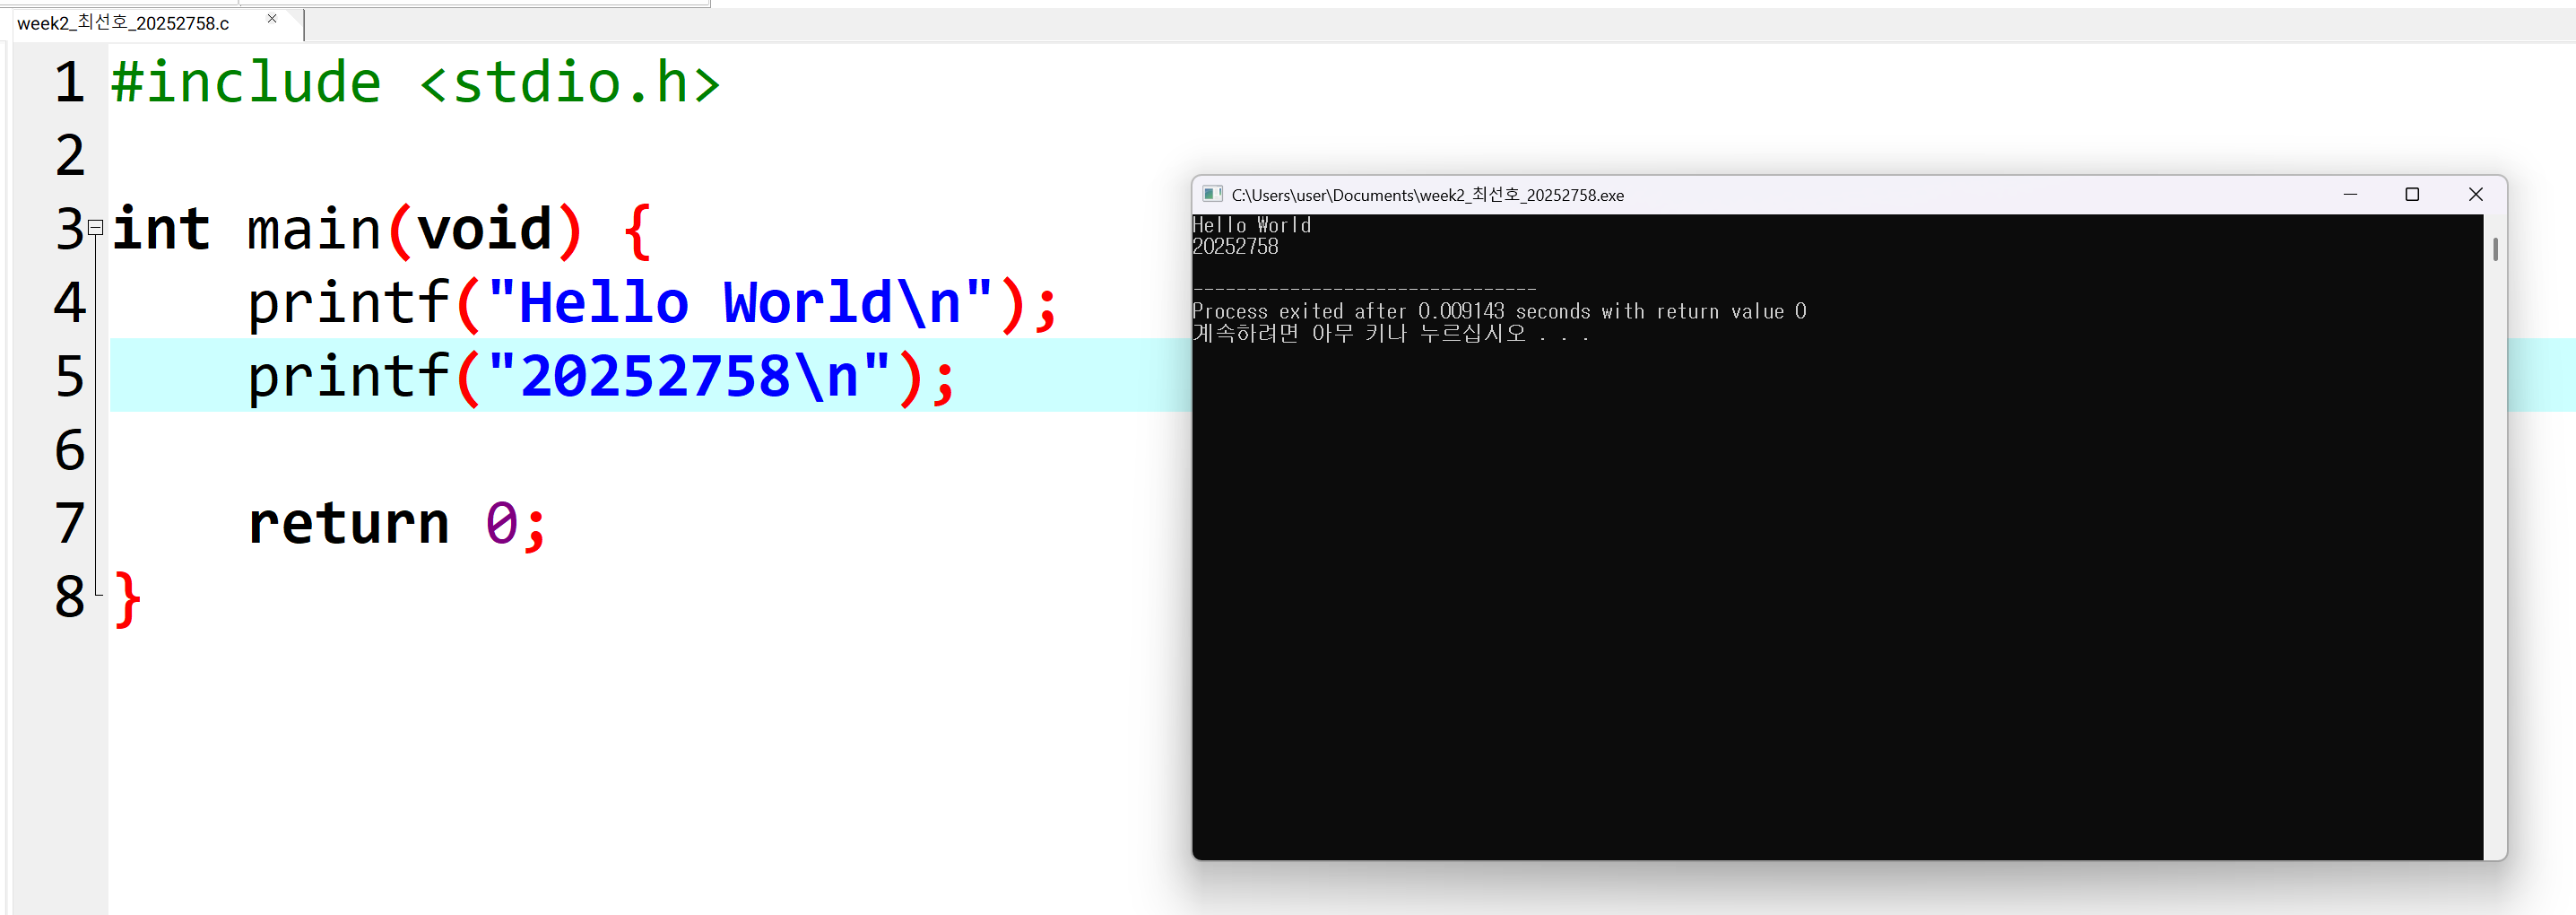 week2_최선호_20252758.c
1 #include <stdio.h>
2
3 int main(void) {
4     printf("Hello World\n");
5     printf("20252758\n");
6
7     return 0;
8 }
C:\Users\user\Documents\week2_최선호_20252758.exe
Hello World
20252758
--------------------------------
Process exited after 0.009143 seconds with return value 0
계속하려면 아무 키나 누르십시오 . . .